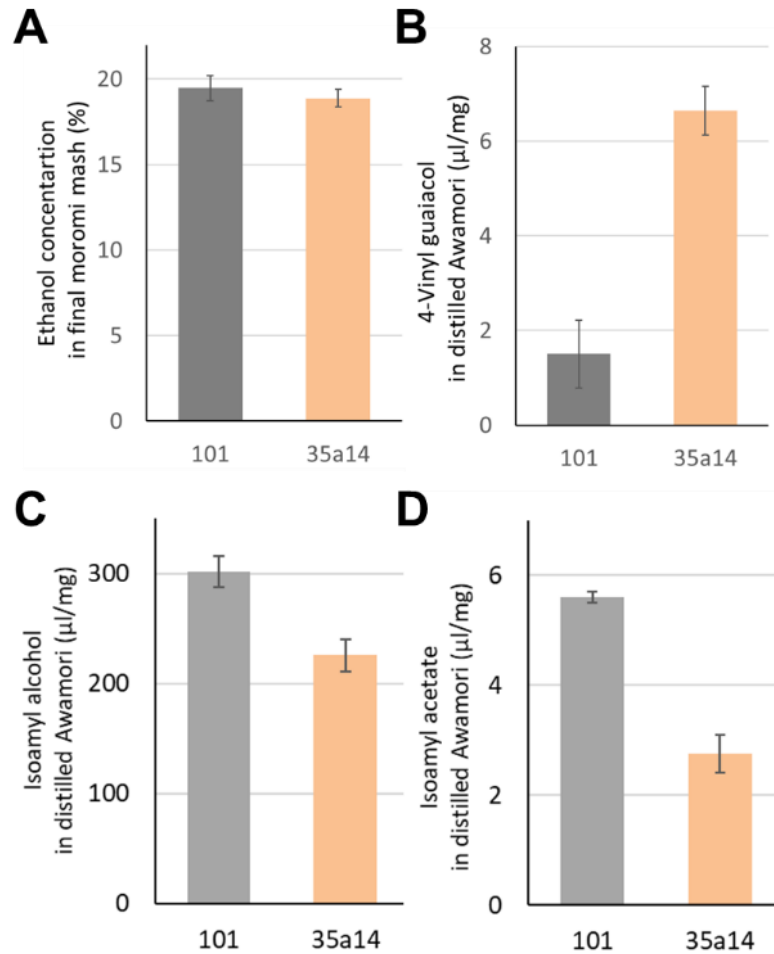 A
Ethanol concentartion
in final moromi mash (%)
20
15
10
5
0
101 35a14
B
4-Vinyl guaiacol
in distilled Awamori (µl/mg)
8
6
4
2
0
101 35a14
C
Isoamyl alcohol
in distilled Awamori (µl/mg)
300
200
100
0
101 35a14
D
Isoamyl acetate
in distilled Awamori (µl/mg)
6
4
2
0
101 35a14